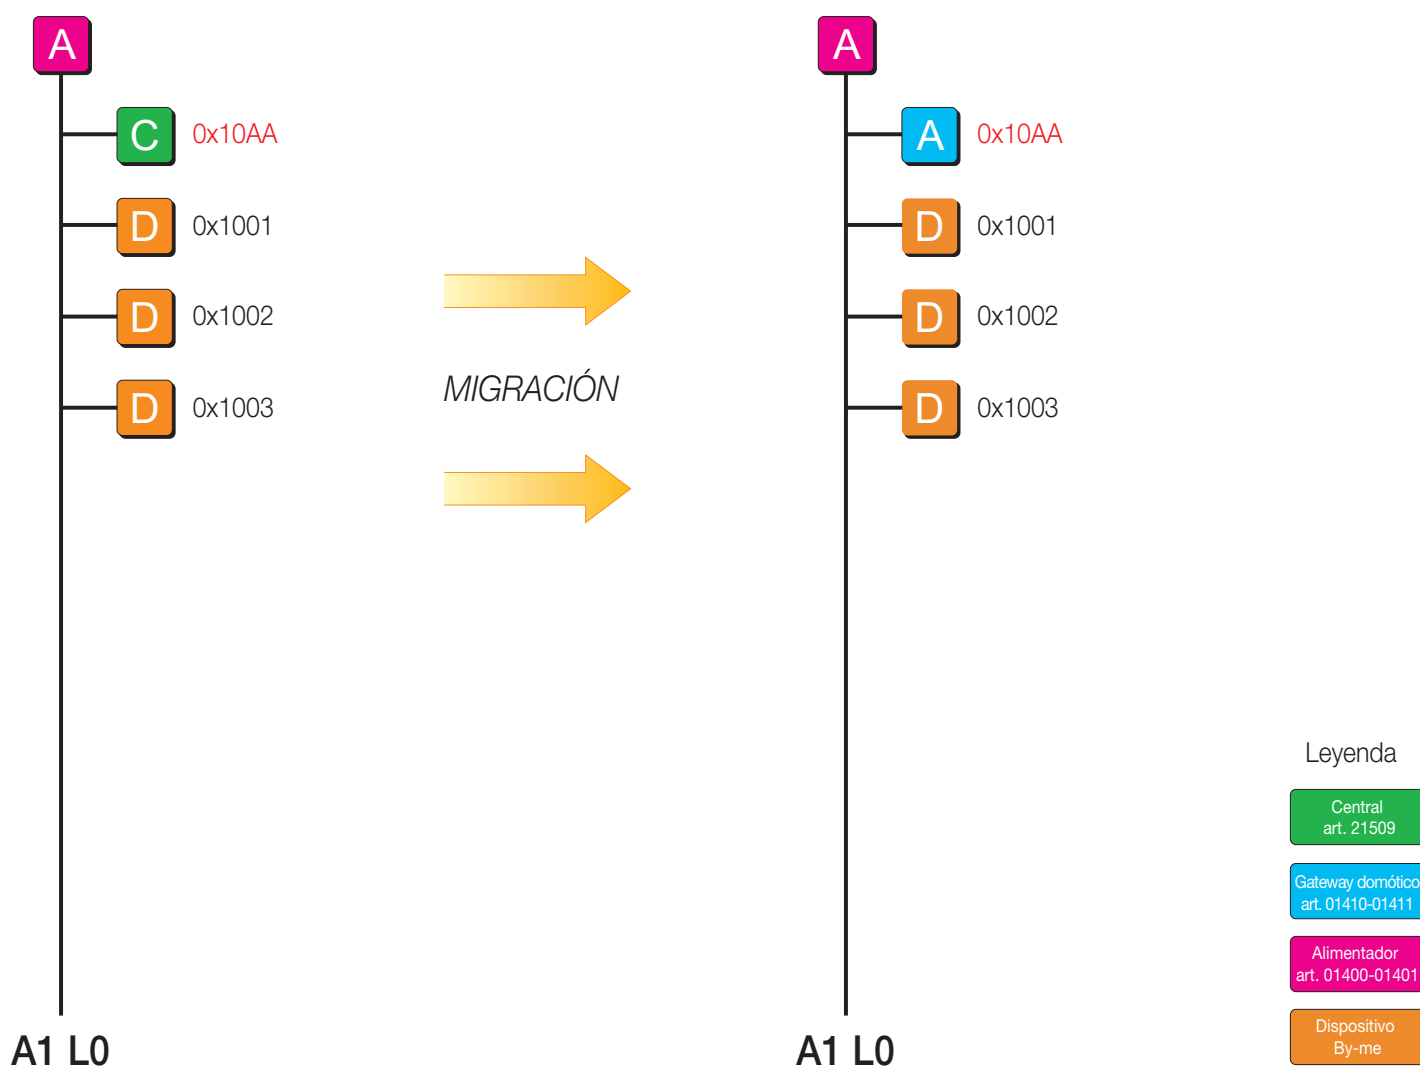 A
C 0x10AA
D 0x1001
D 0x1002
D 0x1003
A1 L0
MIGRACIÓN
A
A 0x10AA
D 0x1001
D 0x1002
D 0x1003
A1 L0
Leyenda
Central
art. 21509
Gateway domótico
art. 01410-01411
Alimentador
art. 01400-01401
Dispositivo
By-me